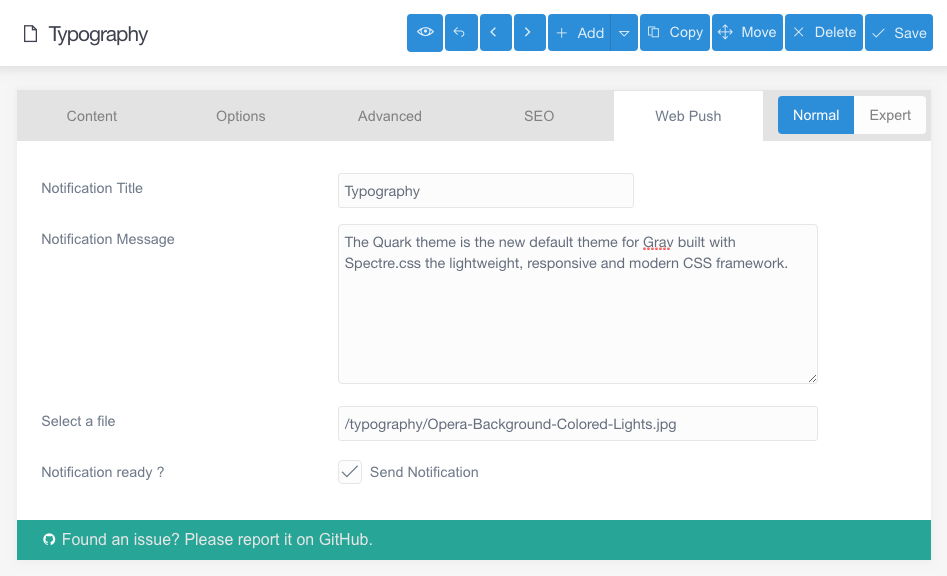 Typography
Add
Copy
Move
Delete
Save
Content
Options
Advanced
SEO
Web Push
Normal
Expert
Notification Title
Typography
Notification Message
The Quark theme is the new default theme for Grav built with
Spectre.css the lightweight, responsive and modern CSS framework.
Select a file
/typography/Opera-Background-Colored-Lights.jpg
Notification ready ?
Send Notification
Found an issue? Please report it on GitHub.